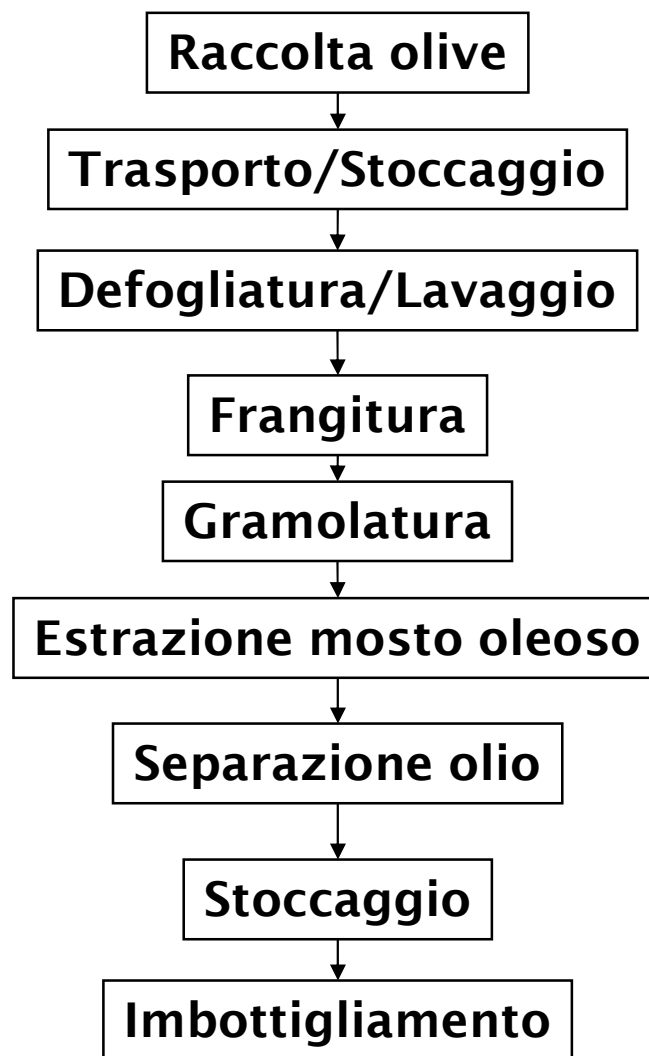 Raccolta olive
Trasporto/Stoccaggio
Defogliatura/Lavaggio
Frangitura
Gramolatura
Estrazione mosto oleoso
Separazione olio
Stoccaggio
Imbottigliamento